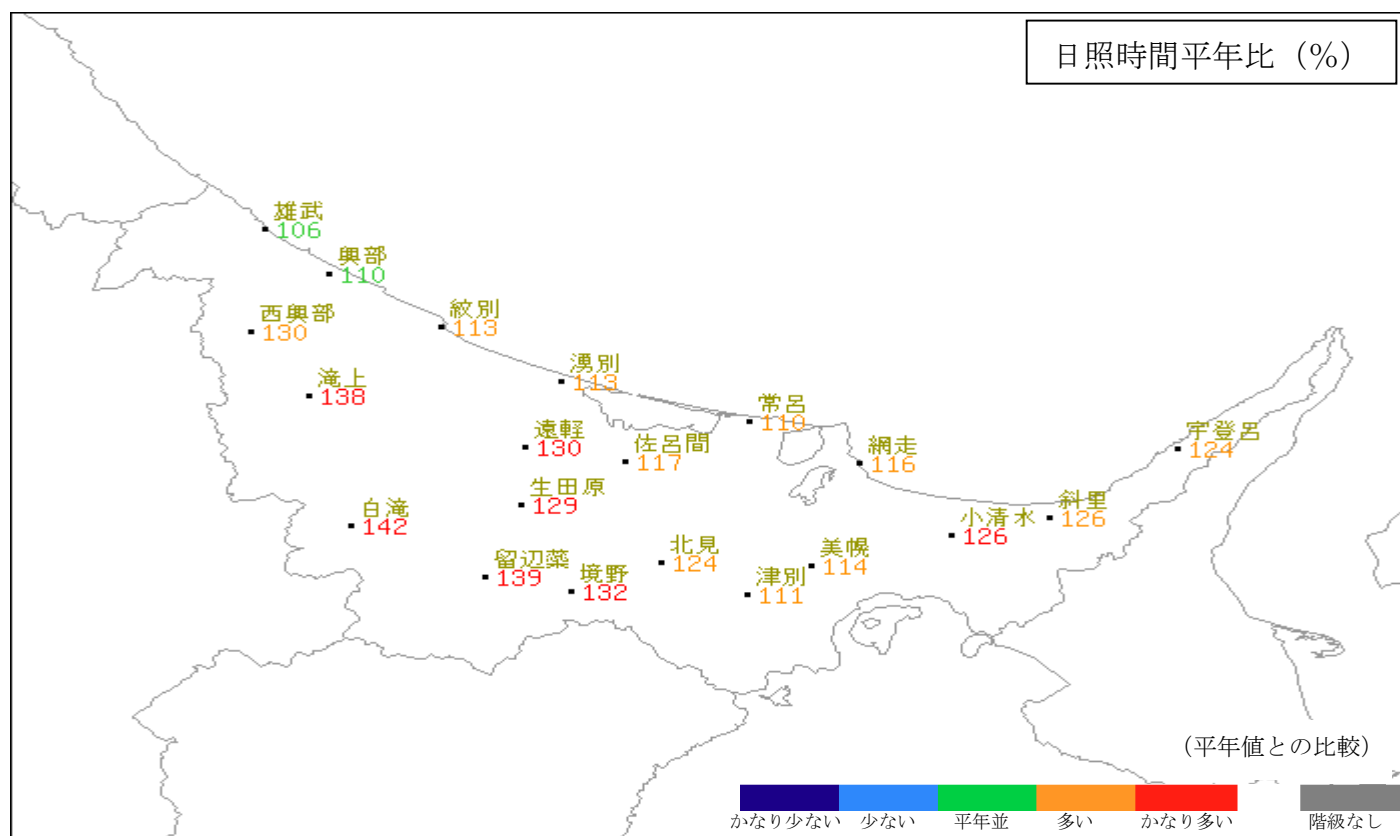 日照時間平年比（%）
雄武
106
興部
110
西興部
130
紋別
113
滝上
138
湧別
113
常呂
110
遠軽
130
佐呂間
117
網走
116
宇登呂
124
生田原
129
白滝
142
小清水
126
斜里
126
留辺蘂
139
境野
132
北見
124
津別
111
美幌
114
（平年値との比較）
かなり少ない 少ない 平年並 多い かなり多い 階級なし